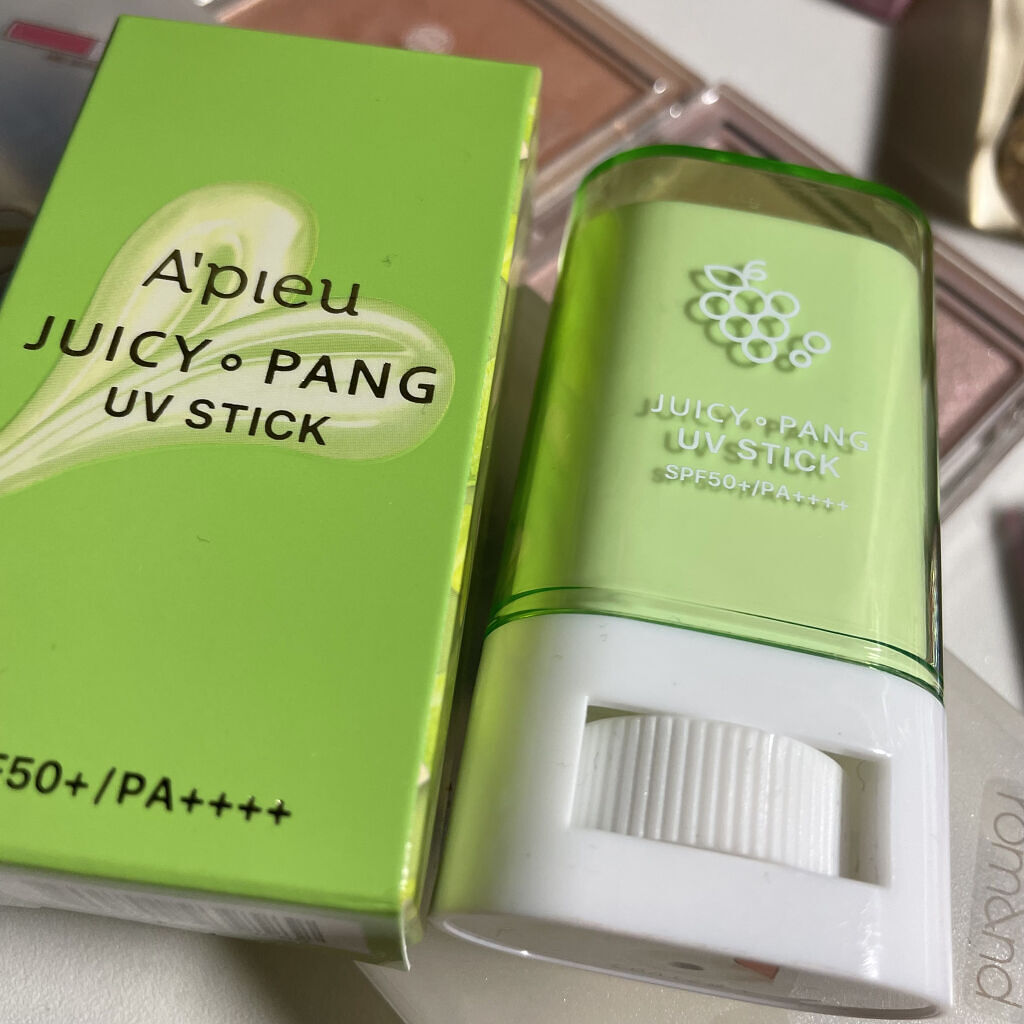 A'pieu
JUICY∘PANG
UV STICK
F50+/PA++++
JUICY∘PANG
UV STICK
SPF50+/PA++++
rom&nd